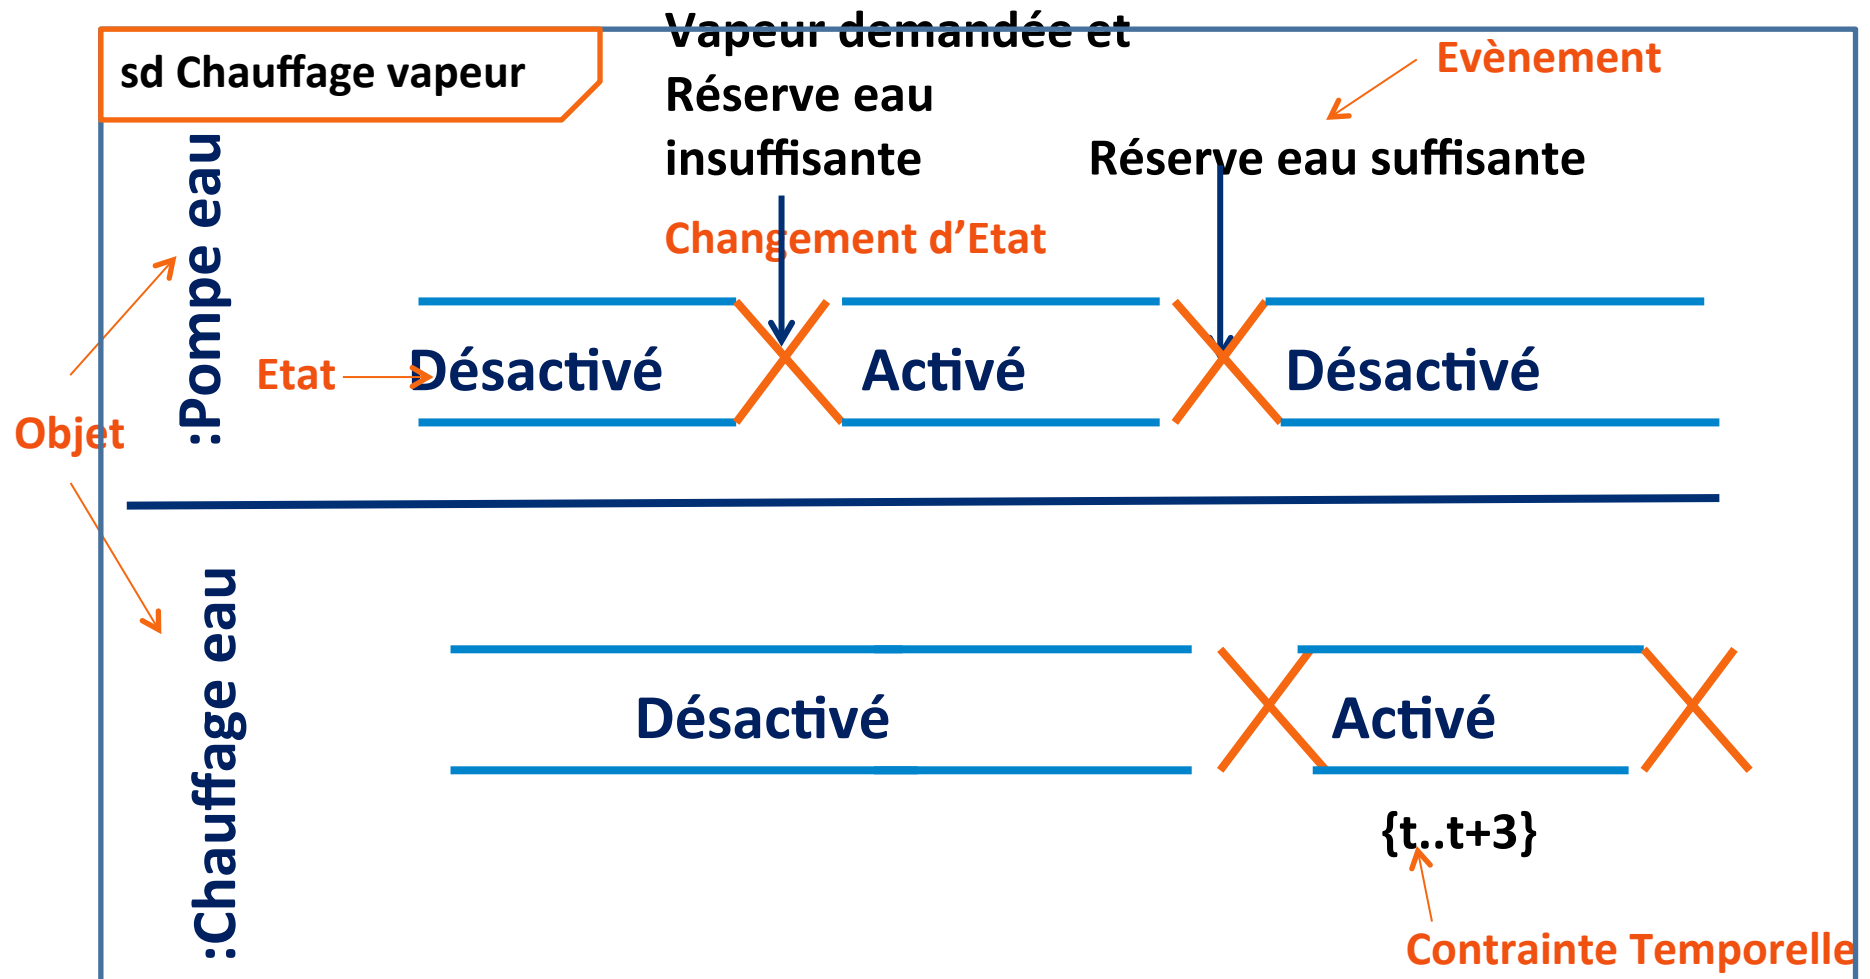 sd Chauffage vapeur
Vapeur demandée et
Réserve eau
insuffisante
Evènement
Réserve eau suffisante
Changement d’Etat
:Pompe eau
Objet
Etat
Désactivé
Activé
Désactivé
:Chauffage eau
Désactivé
Activé
{t..t+3}
Contrainte Temporelle